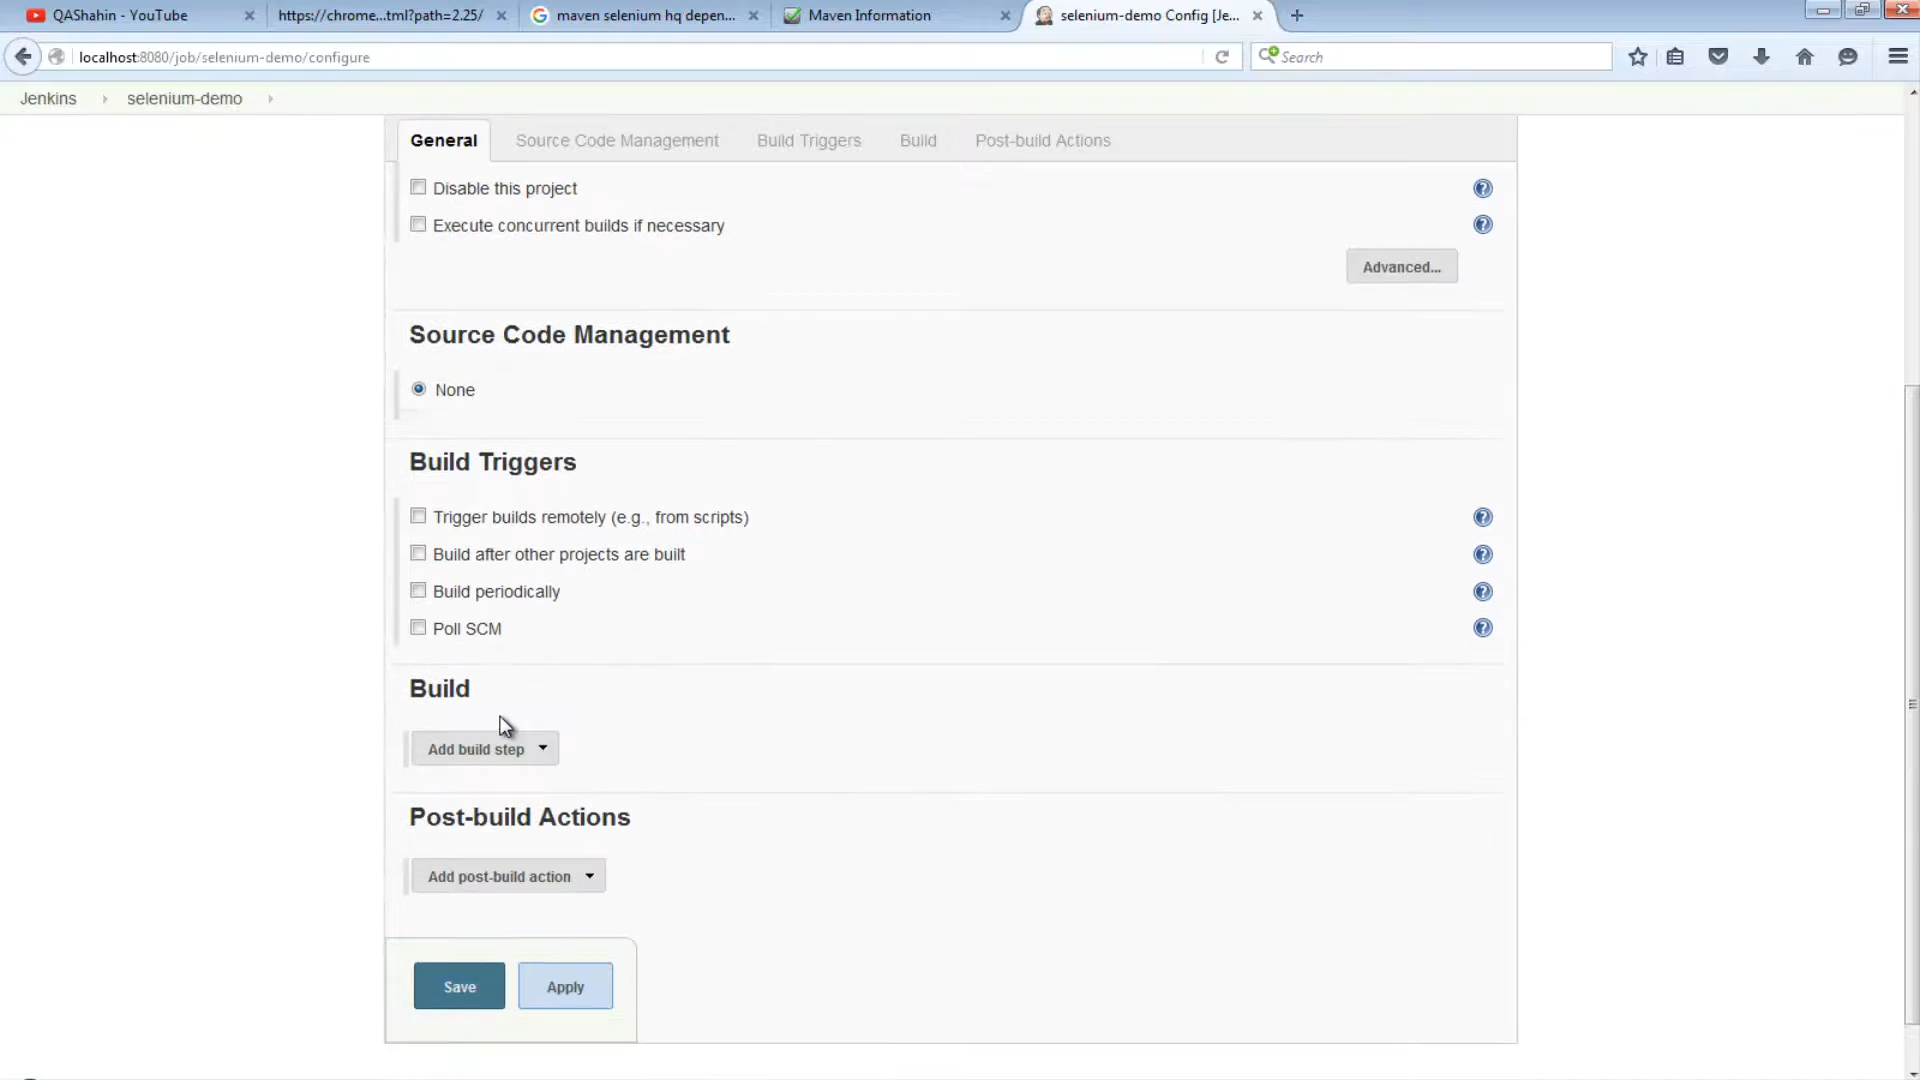 QAShahin - YouTube
https://chrome...tml?path=2.25/
maven selenium hq depen...
Maven Information
selenium-demo Config [Je...
localhost:8080/job/selenium-demo/configure
Search
Jenkins
selenium-demo
General
Source Code Management
Build Triggers
Build
Post-build Actions
Disable this project
Execute concurrent builds if necessary
Advanced...
Source Code Management
None
Build Triggers
Trigger builds remotely (e.g., from scripts)
Build after other projects are built
Build periodically
Poll SCM
Build
Add build step
Post-build Actions
Add post-build action
Save
Apply